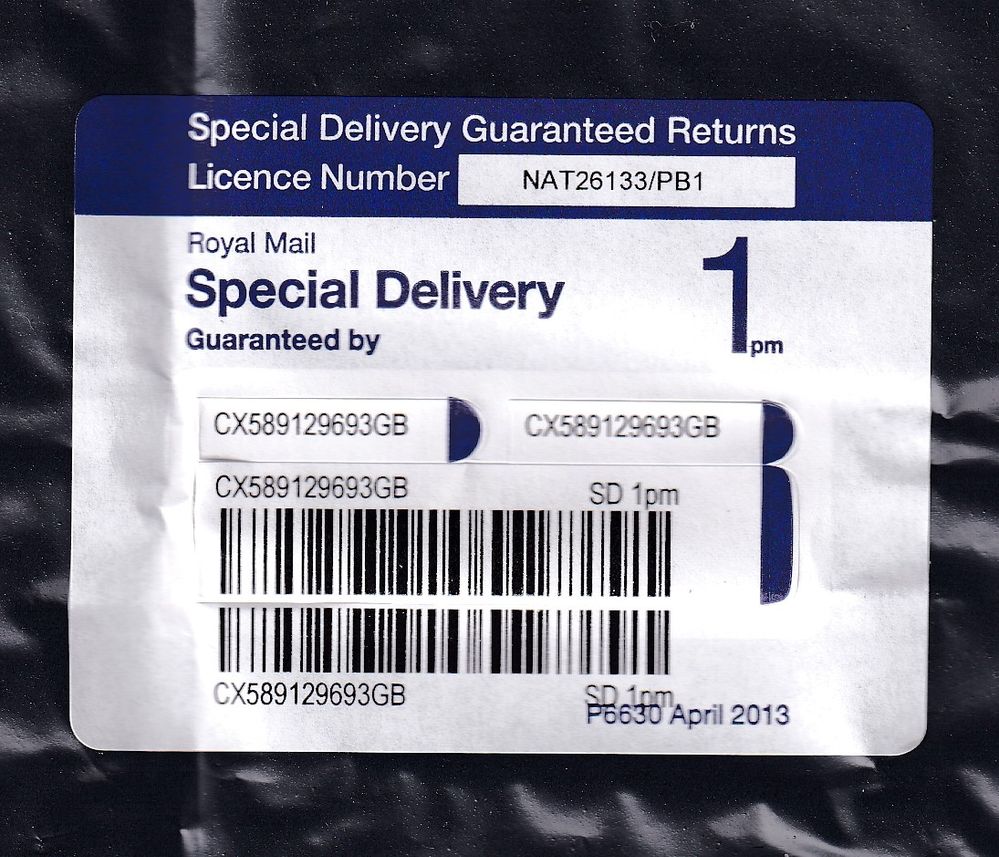 Special Delivery Guaranteed Returns
Licence Number NAT26133/PB1
Royal Mail
Special Delivery
Guaranteed by
1pm
CX589129693GB CX589129693GB
CX589129693GB SD 1pm
CX589129693GB SD 1pm
P6630 April 2013